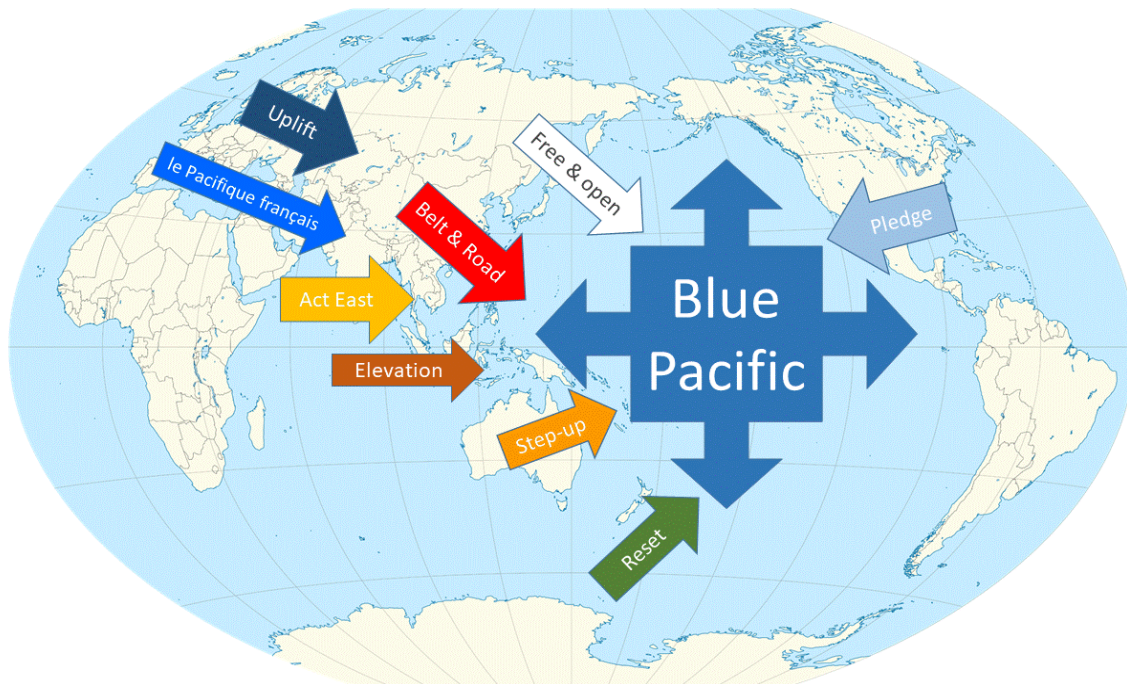 Uplift
le Pacifique français
Free & open
Belt & Road
Pledge
Act East
Blue
Pacific
Elevation
Step-up
Reset